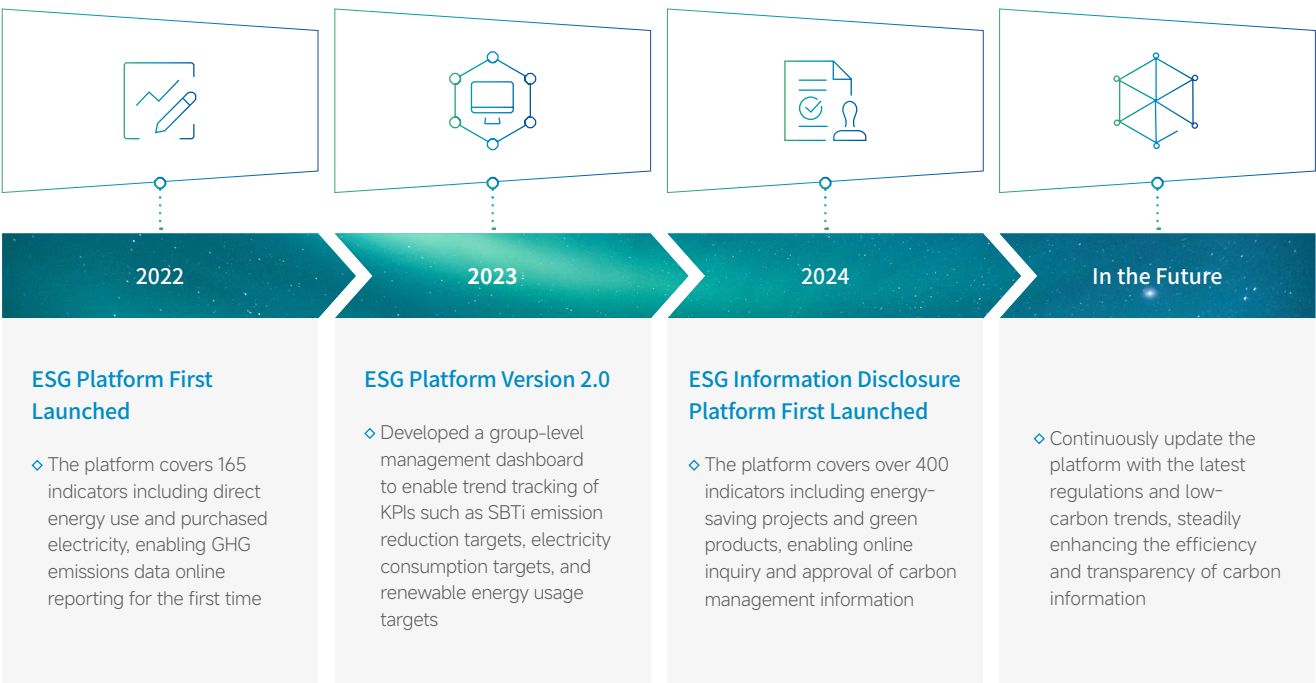 2022
2023
2024
In the Future
ESG Platform First
Launched
The platform covers 165
indicators including direct
energy use and purchased
electricity, enabling GHG
emissions data online
reporting for the first time
ESG Platform Version 2.0
Developed a group-level
management dashboard
to enable trend tracking of
KPIs such as SBTi emission
reduction targets, electricity
consumption targets, and
renewable energy usage
targets
ESG Information Disclosure
Platform First Launched
The platform covers over 400
indicators including energy-
saving projects and green
products, enabling online
inquiry and approval of carbon
management information
Continuously update the
platform with the latest
regulations and low-
carbon trends, steadily
enhancing the efficiency
and transparency of carbon
information